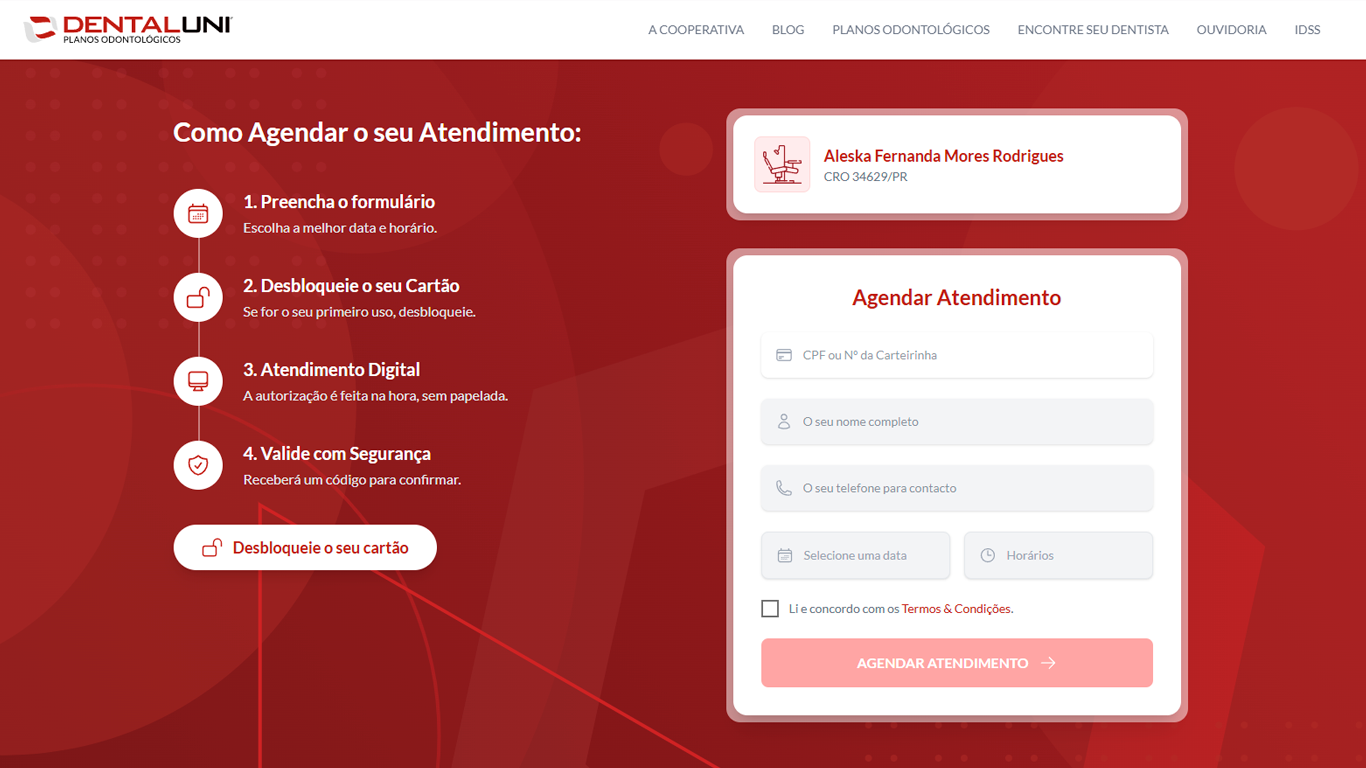 DENTALUNI
PLANOS ODONTOLÓGICOS
A COOPERATIVA
BLOG
PLANOS ODONTOLÓGICOS
ENCONTRE SEU DENTISTA
OUVIDORIA
IDSS
Como Agendar o seu Atendimento:
1. Preencha o formulário
Escolha a melhor data e horário.
2. Desbloqueie o seu Cartão
Se for o seu primeiro uso, desbloqueie.
3. Atendimento Digital
A autorização é feita na hora, sem papelada.
4. Valide com Segurança
Receberá um código para confirmar.
Desbloqueie o seu cartão
Aleska Fernanda Mores Rodrigues
CRO 34629/PR
Agendar Atendimento
CPF ou Nº da Carteirinha
O seu nome completo
O seu telefone para contacto
Selecione uma data
Horários
Li e concordo com os Termos & Condições.
AGENDAR ATENDIMENTO